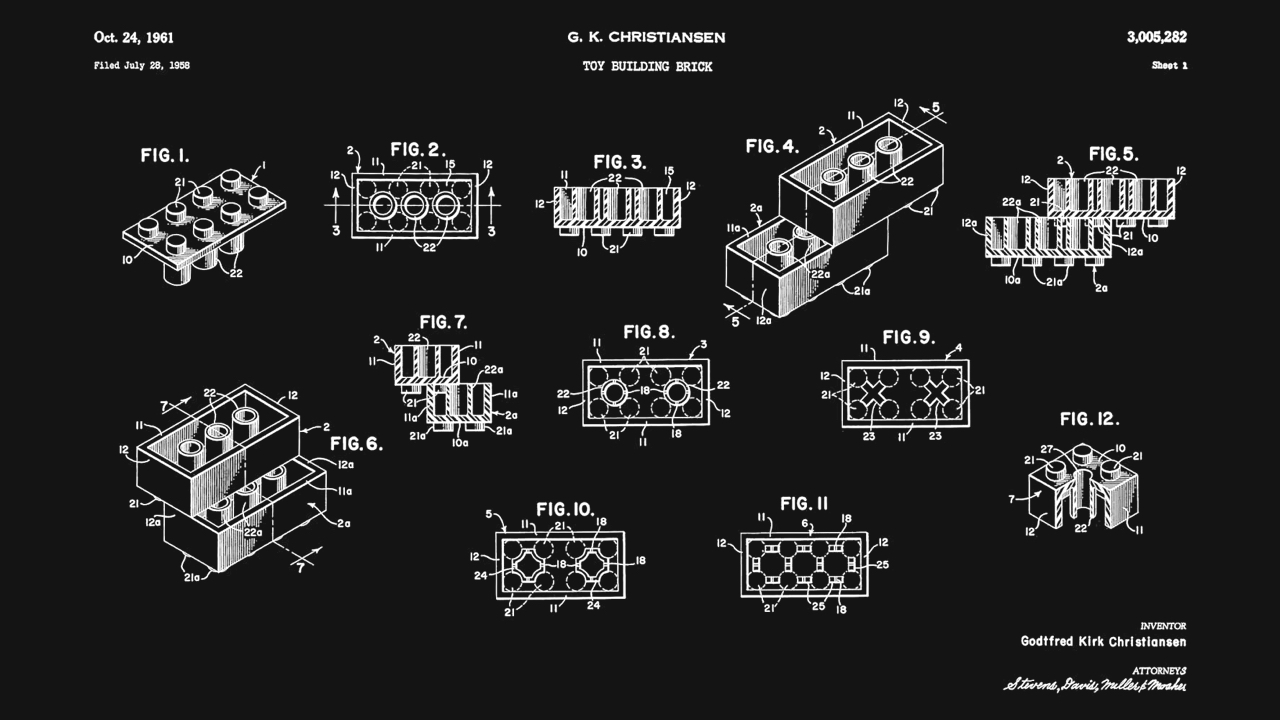 Oct. 24, 1961
G. K. CHRISTIANSEN
3,005,282
Filed July 28, 1958
TOY BUILDING BRICK
Sheet 1
FIG. 1.
1
21
10
22
FIG. 2.
2
11
21
15
12
12
3
3
11
22
FIG. 3.
11
22
15
12
12
10
21
FIG. 4.
12
5
11
2
22
21
2a
11a
22a
21a
12a
5
FIG. 5.
2
22
12
12
22a
21
12a
21
10
12a
10a
21a
2a
FIG. 6.
7
22
12
11
2
12
12a
11a
21
12a
22a
2a
21a
7
FIG. 7.
2
22
11
11
10
22a
21
11a
11a
2a
21a
10a
21a
FIG. 8.
11
21
3
22
18
22
12
12
21
11
18
FIG. 9.
11
4
12
21
21
23
11
23
FIG. 10.
5
11
21
18
12
18
18
24
21
11
24
FIG. 11
11
6
18
12
12
25
21
25
18
FIG. 12.
27
10
21
21
7
12
22
11
INVENTOR
Godtfred Kirk Christiansen
ATTORNEYS
Stevens, Davis, Miller & Mosher